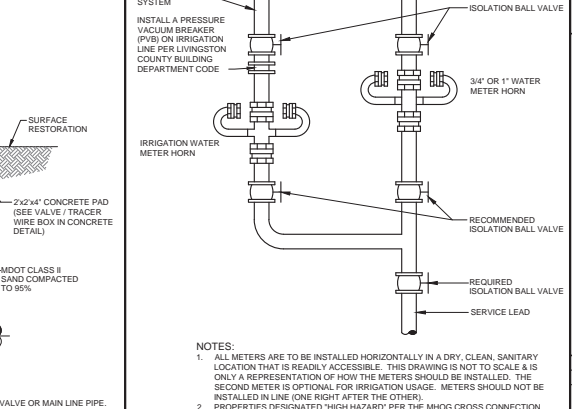 SURFACE
RESTORATION
2'x2'x4" CONCRETE PAD
(SEE VALVE / TRACER
WIRE BOX IN CONCRETE
DETAIL)
MDOT CLASS II
SAND COMPACTED
TO 95%
VALVE OR MAIN LINE PIPE.
SYSTEM
INSTALL A PRESSURE
VACUUM BREAKER
(PVB) ON IRRIGATION
LINE PER LIVINGSTON
COUNTY BUILDING
DEPARTMENT CODE
IRRIGATION WATER
METER HORN
ISOLATION BALL VALVE
3/4" OR 1" WATER
METER HORN
RECOMMENDED
ISOLATION BALL VALVE
REQUIRED
ISOLATION BALL VALVE
SERVICE LEAD
NOTES:
1. ALL METERS ARE TO BE INSTALLED HORIZONTALLY IN A DRY, CLEAN, SANITARY
LOCATION THAT IS READILY ACCESSIBLE. THIS DRAWING IS NOT TO SCALE & IS
ONLY A REPRESENTATION OF HOW THE METERS SHOULD BE INSTALLED. THE
SECOND METER IS OPTIONAL FOR IRRIGATION USAGE. METERS SHOULD NOT BE
INSTALLED IN LINE (ONE RIGHT AFTER THE OTHER).
2. PROPERTIES DESIGNATED "HIGH HAZARD" PER THE MHOG CROSS CONNECTION